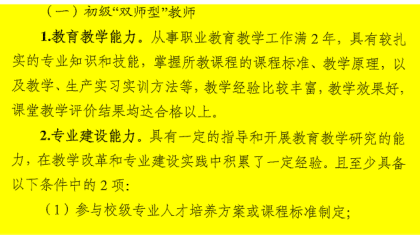 （一）初级“双师型”教师
1.教育教学能力。从事职业教育教学工作满 2 年，具有较扎
实的专业知识和技能，掌握所教课程的课程标准、教学原理，以
及教学、生产实习实训方法等，教学经验比较丰富，教学效果好，
课堂教学评价结果均达合格以上。
2.专业建设能力。具有一定的指导和开展教育教学研究的能
力，在教学改革和专业建设实践中积累了一定经验。且至少具备
以下条件中的 2 项：
（1）参与校级专业人才培养方案或课程标准制定；